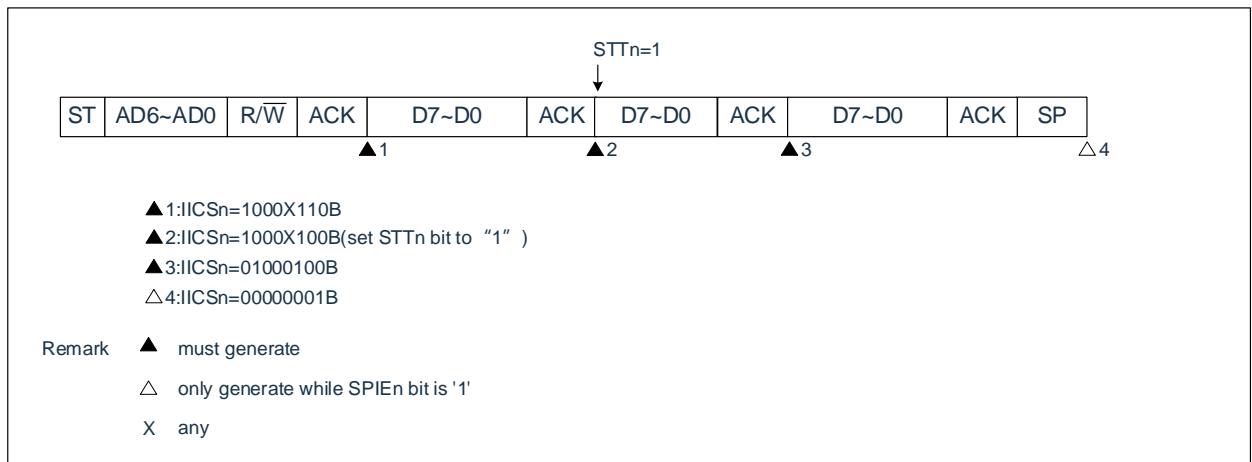 STTn=1
ST AD6~AD0 R/W̅ ACK D7~D0 ACK D7~D0 ACK D7~D0 ACK SP
▲1 ▲2 ▲3 △4
▲1:IICSn=1000X110B
▲2:IICSn=1000X100B(set STTn bit to “1” )
▲3:IICSn=01000100B
△4:IICSn=00000001B
Remark ▲ must generate
△ only generate while SPIEn bit is '1'
X any